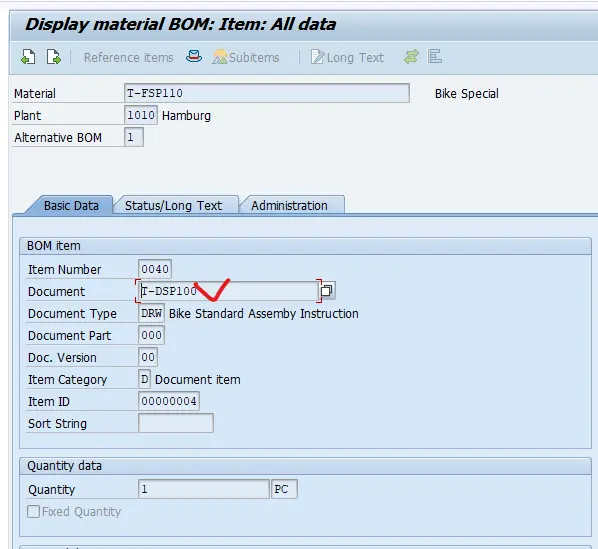 Display material BOM: Item: All data
Reference items Subitems Long Text
Material T-FSP110 Bike Special
Plant 1010 Hamburg
Alternative BOM 1
Basic Data Status/Long Text Administration
BOM item
Item Number 0040
Document T-DSP100
Document Type DRW Bike Standard Assemby Instruction
Document Part 000
Doc. Version 00
Item Category D Document item
Item ID 00000004
Sort String
Quantity data
Quantity 1 PC
Fixed Quantity